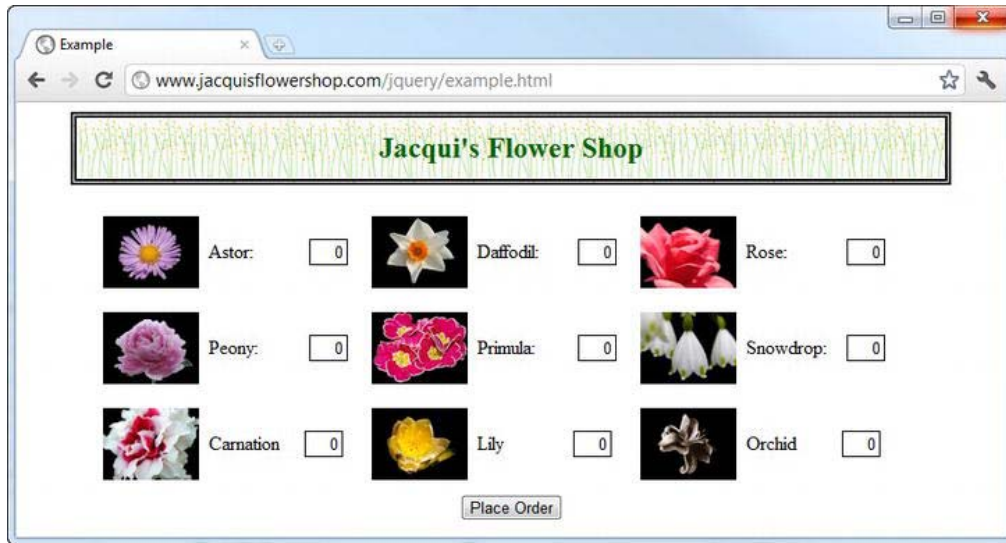 Example
www.jacquisflowershop.com/jquery/example.html
Jacqui's Flower Shop
Astor: 0 Daffodil: 0 Rose: 0
Peony: 0 Primula: 0 Snowdrop: 0
Carnation 0 Lily 0 Orchid 0
Place Order